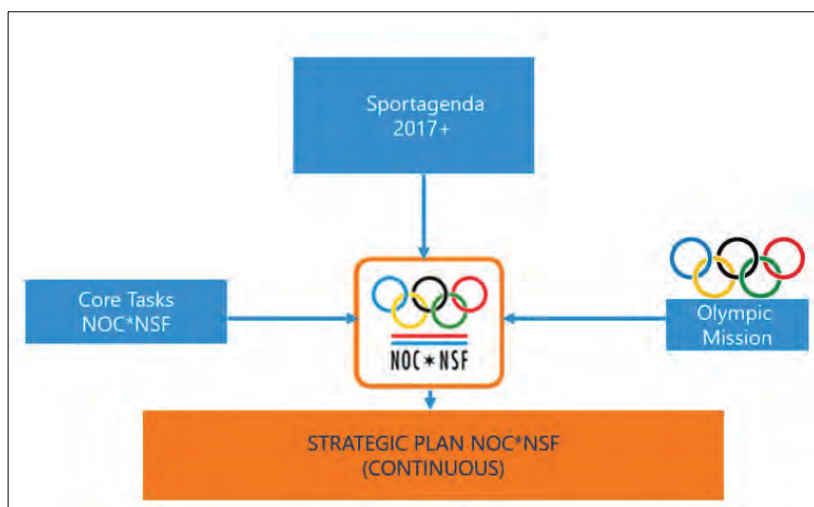 Sportagenda
2017+
Core Tasks
NOC*NSF
NOC*NSF
Olympic
Mission
STRATEGIC PLAN NOC*NSF
(CONTINUOUS)